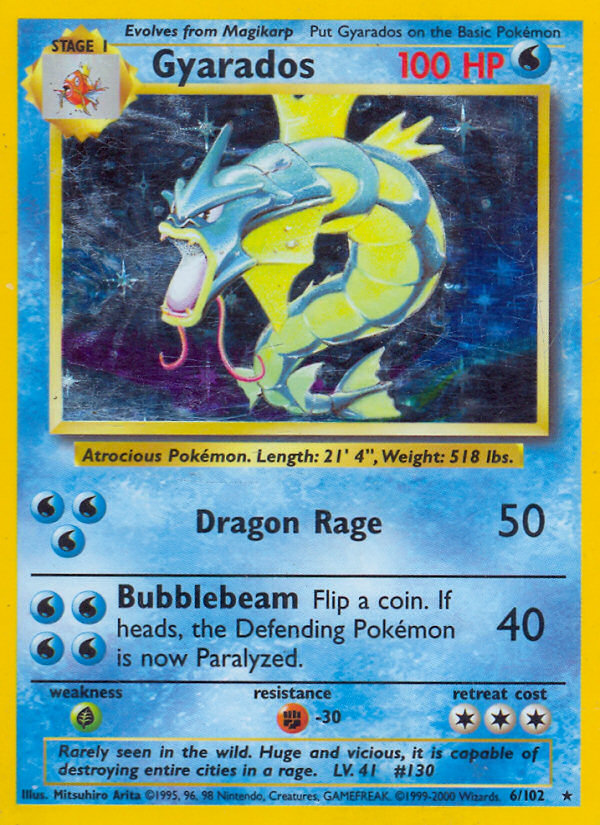 Evolves from Magikarp Put Gyarados on the Basic Pokémon
STAGE 1
Gyarados 100 HP
Atrocious Pokémon. Length: 21' 4", Weight: 518 lbs.
Dragon Rage 50
Bubblebeam Flip a coin. If
heads, the Defending Pokémon
is now Paralyzed.
40
weakness resistance retreat cost
-30
Rarely seen in the wild. Huge and vicious, it is capable of
destroying entire cities in a rage. LV. 41 #130
Illus. Mitsuhiro Arita ©1995, 96, 98 Nintendo, Creatures, GAMEFREAK. ©1999-2000 Wizards. 6/102 ★